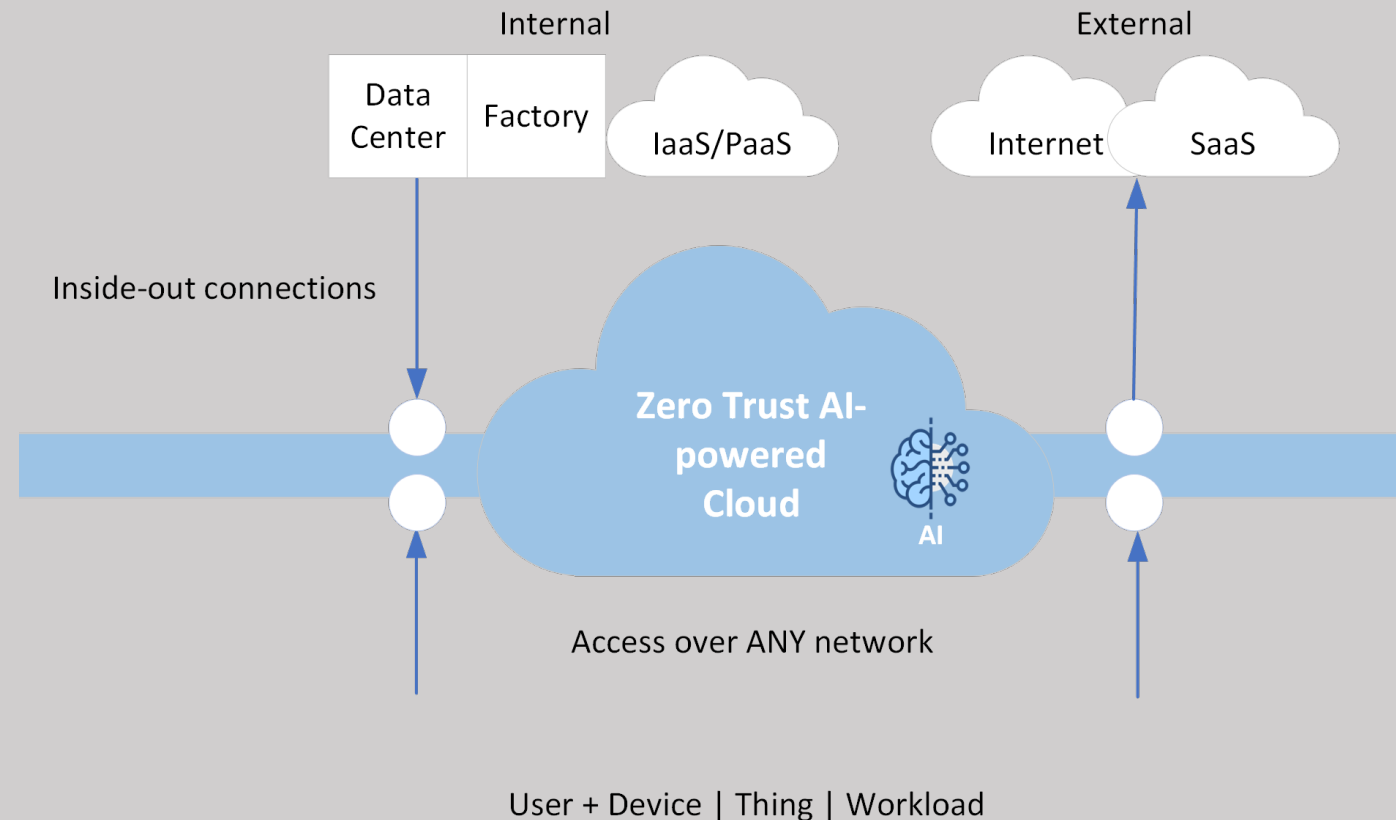 Internal
External
Data
Center
Factory
IaaS/PaaS
Internet
SaaS
Inside-out connections
Zero Trust AI-
powered
Cloud
AI
Access over ANY network
User + Device | Thing | Workload